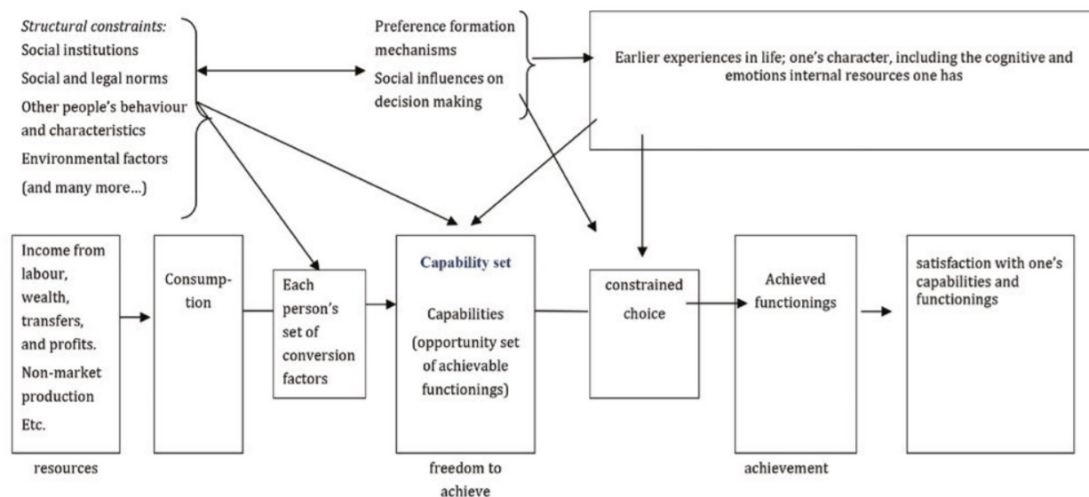 Structural constraints:
Social institutions
Social and legal norms
Other people's behaviour
and characteristics
Environmental factors
(and many more...)
Preference formation
mechanisms
Social influences on
decision making
Earlier experiences in life; one's character, including the cognitive and
emotions internal resources one has
Income from
labour,
wealth,
transfers,
and profits.
Non-market
production
Etc.
resources
Consump-
tion
Each
person's
set of
conversion
factors
Capability set
Capabilities
(opportunity set
of achievable
functionings)
freedom to
achieve
constrained
choice
Achieved
functionings
achievement
satisfaction with one's
capabilities and
functionings